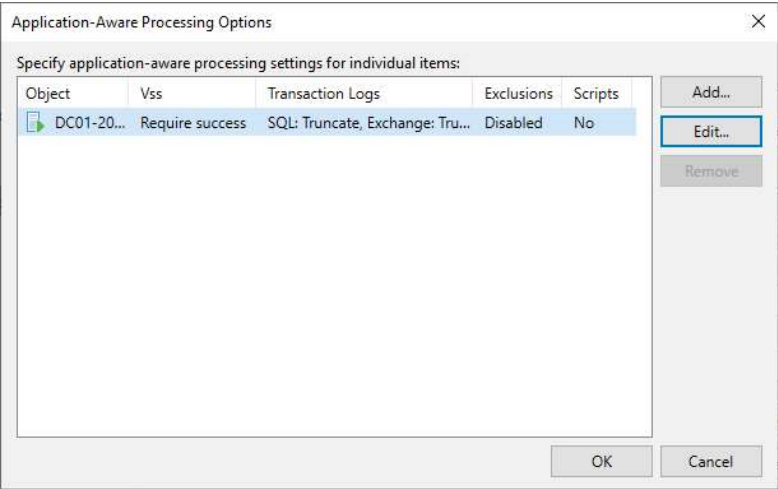 Application-Aware Processing Options
Specify application-aware processing settings for individual items:
Object Vss Transaction Logs Exclusions Scripts
DC01-20... Require success SQL: Truncate, Exchange: Tru... Disabled No
Add...
Edit...
Remove
OK Cancel